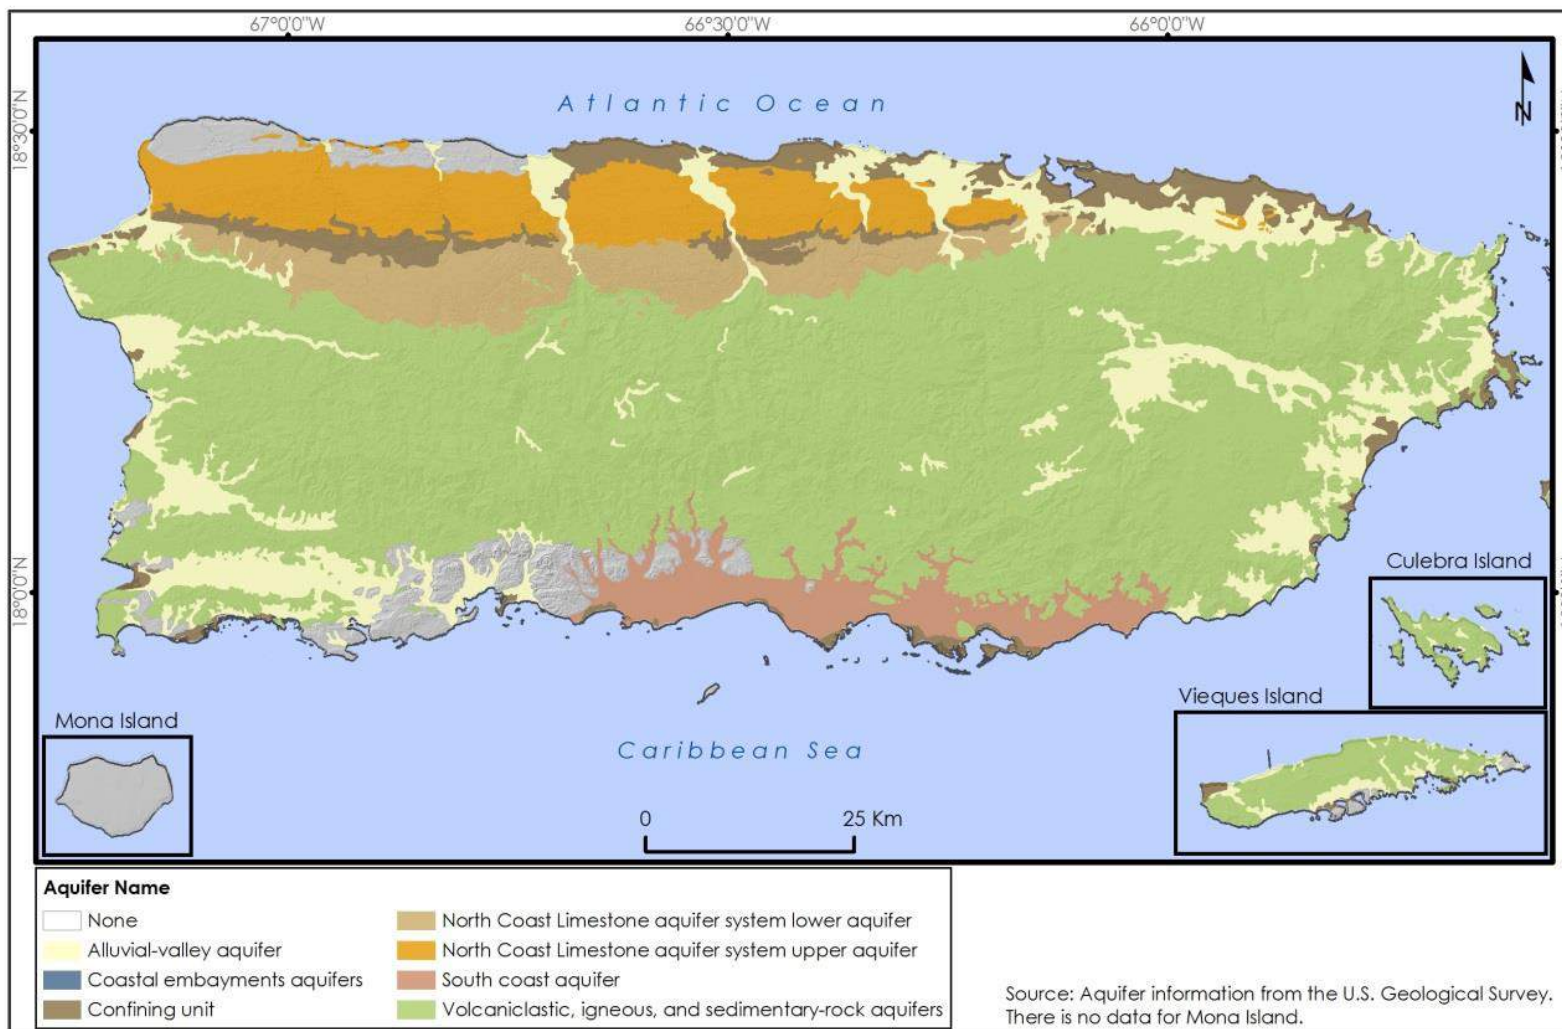 67°0'0"W 66°30'0"W 66°0'0"W
18°30'0"N
Atlantic Ocean
N
18°0'0"N
Culebra Island
Vieques Island
Mona Island
Caribbean Sea
0 25 Km
Aquifer Name
None
Alluvial-valley aquifer
Coastal embayments aquifers
Confining unit
North Coast Limestone aquifer system lower aquifer
North Coast Limestone aquifer system upper aquifer
South coast aquifer
Volcaniclastic, igneous, and sedimentary-rock aquifers
Source: Aquifer information from the U.S. Geological Survey.
There is no data for Mona Island.